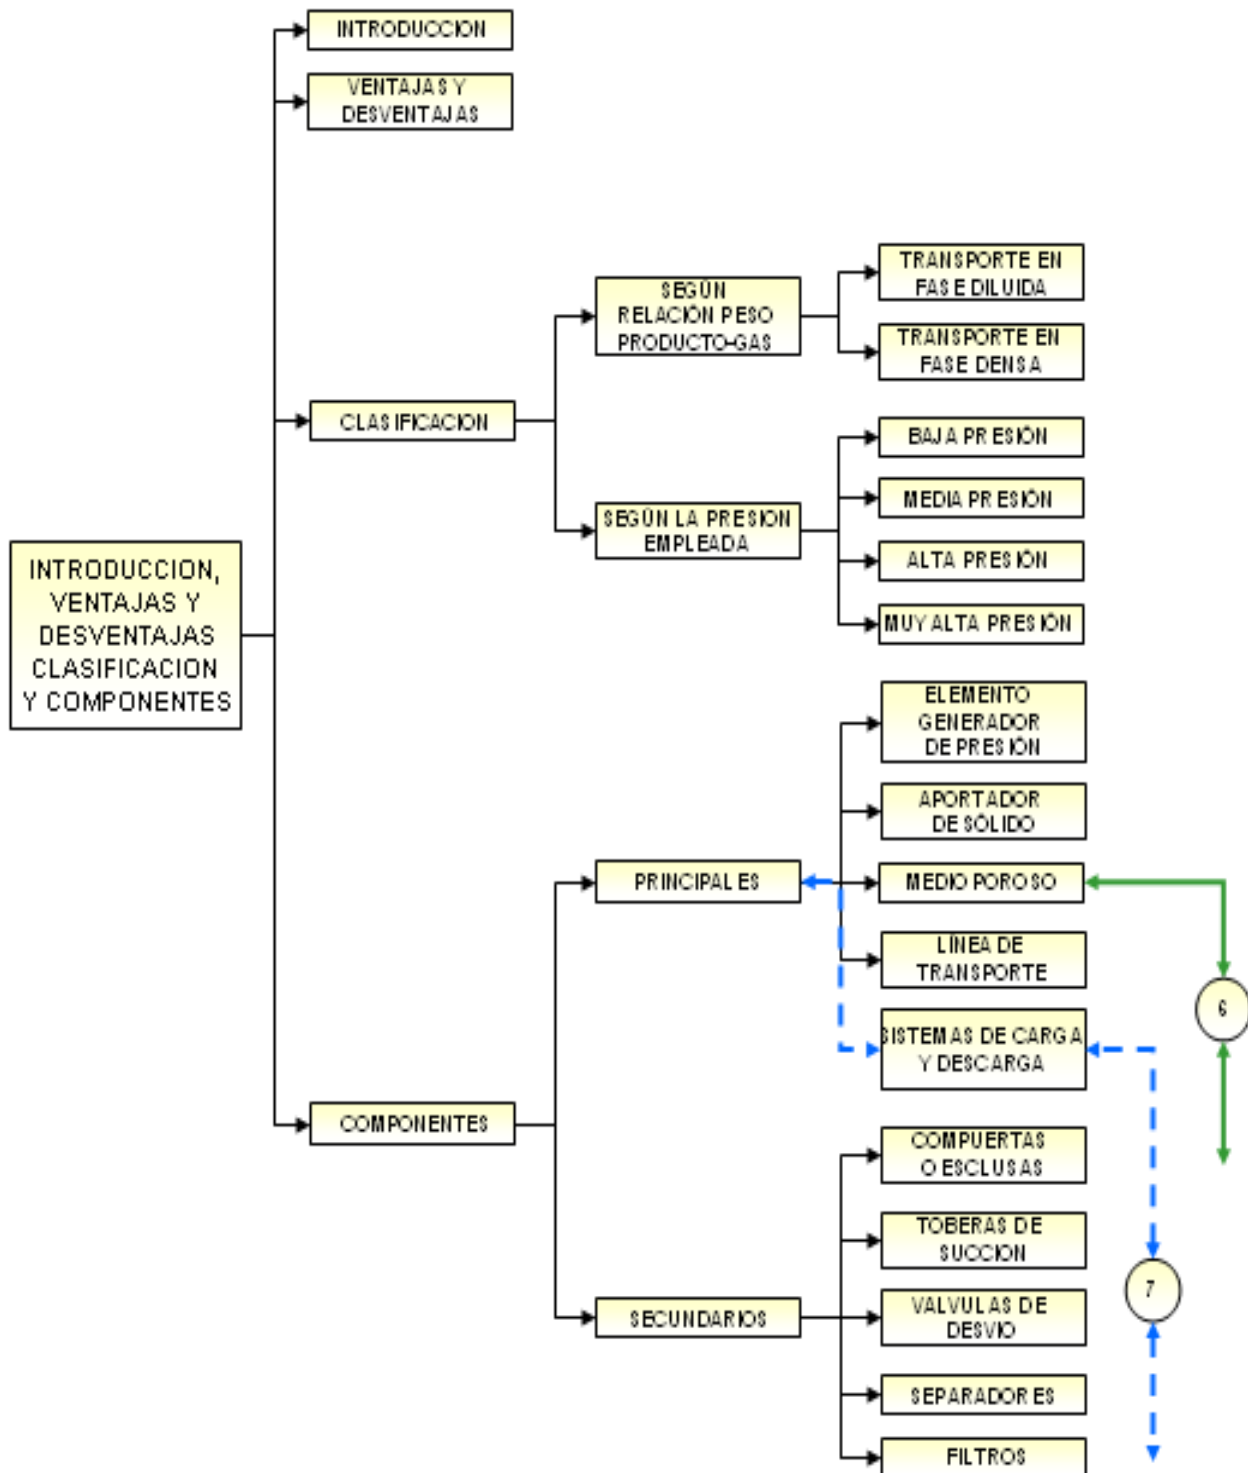 INTRODUCCION
VENTAJAS Y
DESVENTAJAS
TRANSPORTE EN
FASE DILUIDA
SEGÚN
RELACIÓN PESO
PRODUCTO-GAS
TRANSPORTE EN
FASE DENSA
CLASIFICACION
BAJA PRESIÓN
MEDIA PRESIÓN
SEGÚN LA PRESION
EMPLEADA
ALTA PRESIÓN
MUY ALTA PRESIÓN
INTRODUCCION,
VENTAJAS Y
DESVENTAJAS
CLASIFICACION
Y COMPONENTES
ELEMENTO
GENERADOR
DE PRESIÓN
APORTADOR
DE SÓLIDO
PRINCIPALES
MEDIO POROSO
LÍNEA DE
TRANSPORTE
6
SISTEMAS DE CARGA
Y DESCARGA
COMPONENTES
COMPUERTAS
O ESCLUSAS
TOBERAS DE
SUCCION
7
SECUNDARIOS
VALVULAS DE
DESVIO
SEPARADORES
FILTROS